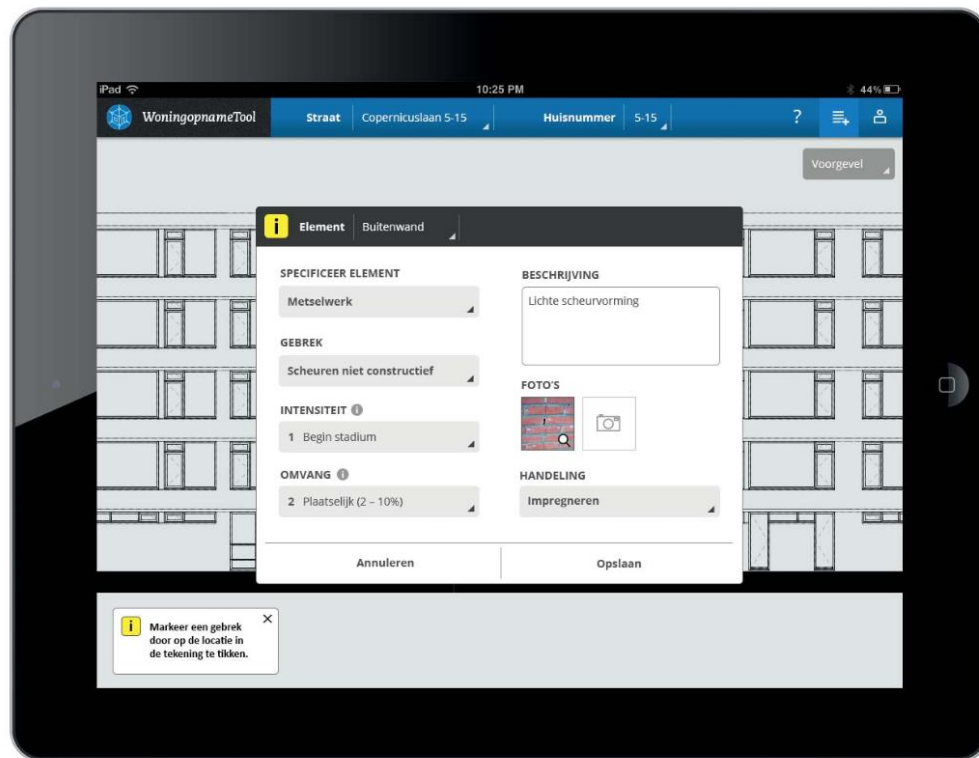 iPad 10:25 PM 44%
WoningopnameTool Straat Copernicuslaan 5-15 Huisnummer 5-15 ?
Voorgevel
i Element Buitenwand
SPECIFICEER ELEMENT
Metselwerk
GEBREK
Scheuren niet constructief
INTENSITEIT i
1 Begin stadium
OMVANG i
2 Plaatselijk (2 – 10%)
BESCHRIJVING
Lichte scheurvorming
FOTO'S
HANDELING
Impregneren
Annuleren Opslaan
i Markeer een gebrek
door op de locatie in
de tekening te tikken.